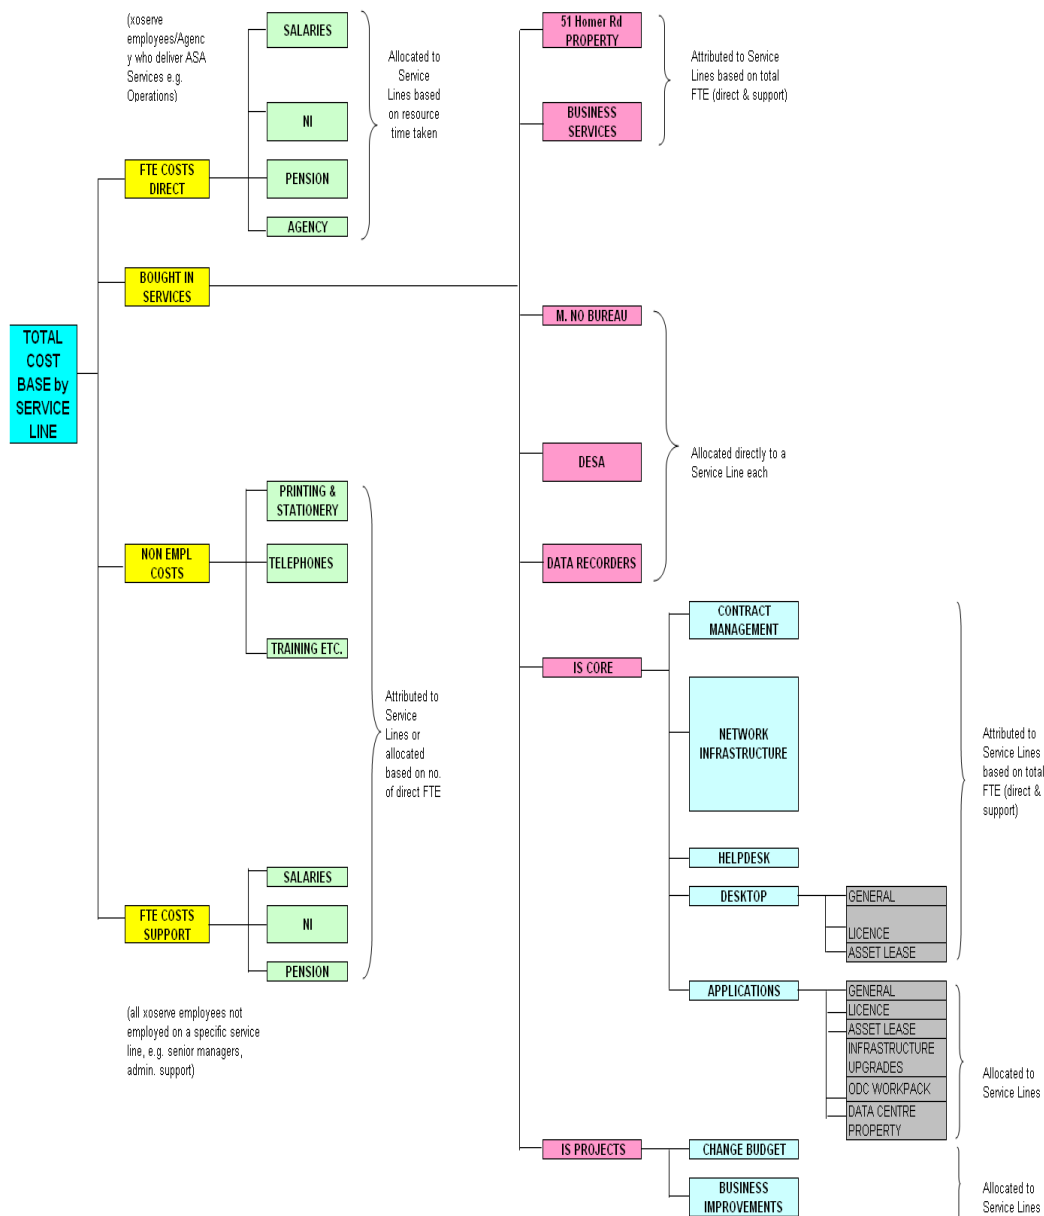 (xoserve
employees/Agenc
y who deliver ASA
Services e.g.
Operations)
SALARIES
NI
PENSION
AGENCY
Allocated to
Service
Lines based
on resource
time taken
FTE COSTS
DIRECT
BOUGHT IN
SERVICES
TOTAL
COST
BASE by
SERVICE
LINE
NON EMPL
COSTS
PRINTING &
STATIONERY
TELEPHONES
TRAINING ETC.
Attributed to
Service
Lines or
allocated
based on no.
of direct FTE
FTE COSTS
SUPPORT
SALARIES
NI
PENSION
(all xoserve employees not
employed on a specific service
line, e.g. senior managers,
admin. support)
51 Homer Rd
PROPERTY
BUSINESS
SERVICES
Attributed to Service
Lines based on total
FTE (direct & support)
M. NO BUREAU
DESA
DATA RECORDERS
Allocated directly to a
Service Line each
IS CORE
CONTRACT
MANAGEMENT
NETWORK
INFRASTRUCTURE
HELPDESK
DESKTOP
GENERAL
LICENCE
ASSET LEASE
Attributed to
Service Lines
based on total
FTE (direct &
support)
APPLICATIONS
GENERAL
LICENCE
ASSET LEASE
INFRASTRUCTURE
UPGRADES
ODC WORKPACK
DATA CENTRE
PROPERTY
Allocated to
Service Lines
IS PROJECTS
CHANGE BUDGET
BUSINESS
IMPROVEMENTS
Allocated to
Service Lines